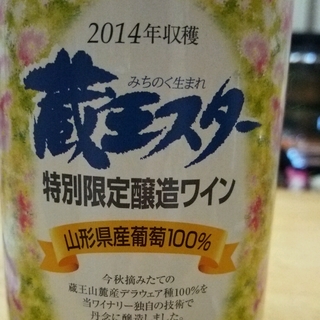 2014年収穫
みちのく生まれ
蔵王スター
特別限定醸造ワイン
山形県産葡萄100%
今秋摘みたての
蔵王山麓産デラウェア種100%を
当ワイナリー独自の技術で
丹念に醸造しました。